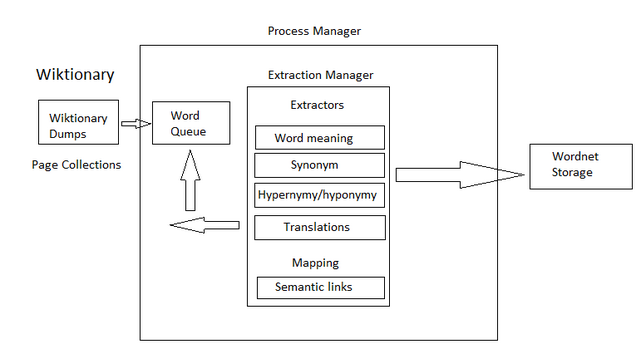 Process Manager
Wiktionary
Extraction Manager
Wiktionary
Dumps
Word
Queue
Extractors
Word meaning
Synonym
Wordnet
Storage
Page Collections
Hypernymy/hyponymy
Translations
Mapping
Semantic links